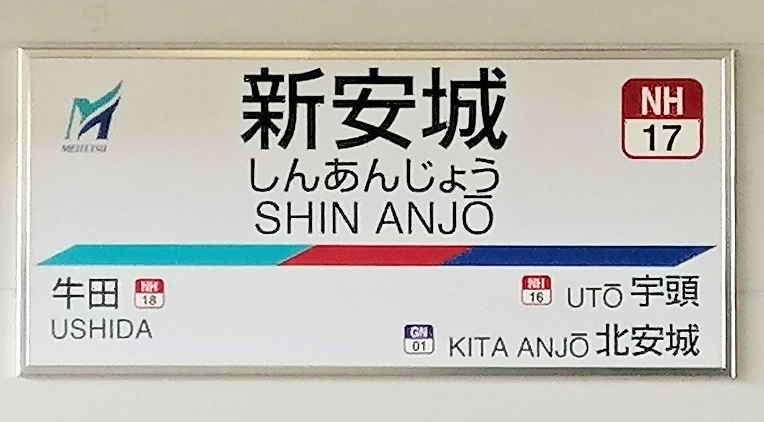 新安城
しんあんじょう
SHIN ANJŌ
MEITETSU
NH
17
牛田 NH 18
USHIDA
NH 16 UTŌ 宇頭
GN 01 KITA ANJŌ 北安城